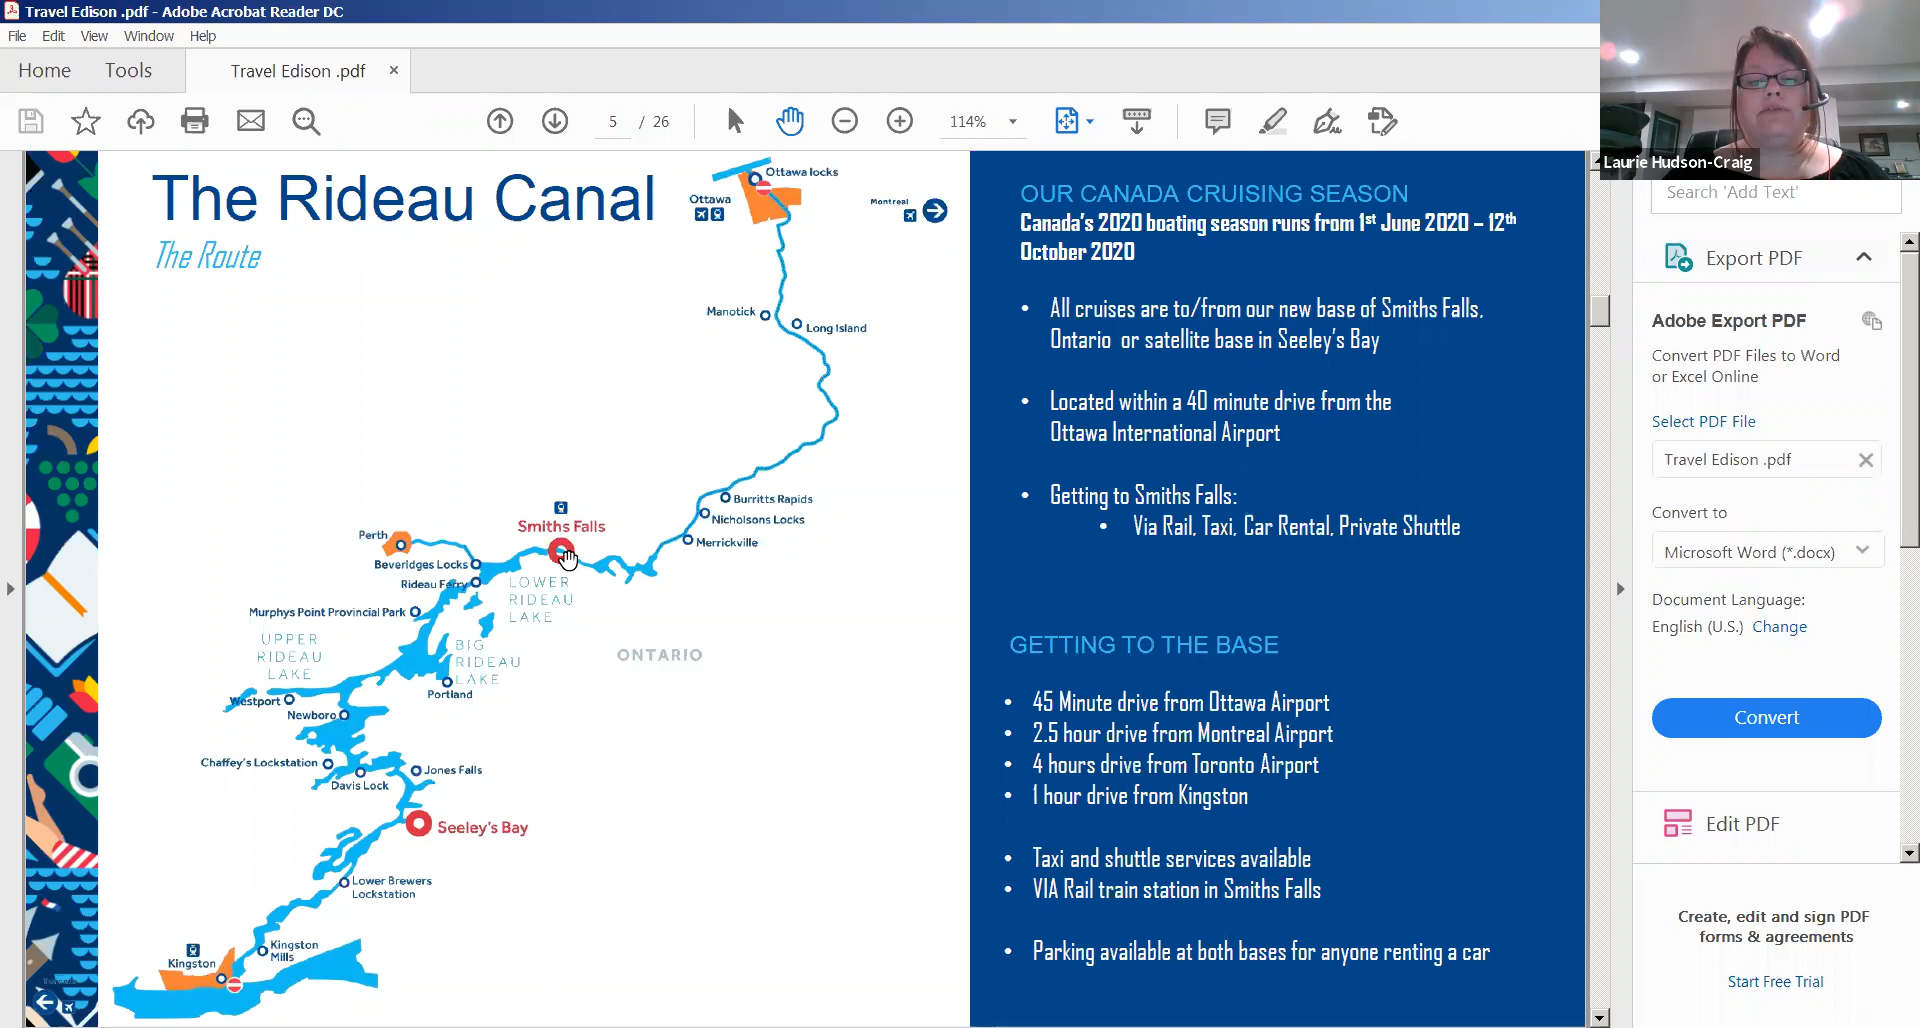 Travel Edison .pdf - Adobe Acrobat Reader DC
File Edit View Window Help
Home Tools Travel Edison .pdf ×
5 / 26 114%
Laurie Hudson-Craig
The Rideau Canal
The Route
Ottawa locks
Ottawa
Montreal
Manotick
Long Island
Burritts Rapids
Nicholsons Locks
Merrickville
Smiths Falls
Perth
Beveridges Locks
Rideau Ferry
LOWER
RIDEAU
LAKE
Murphys Point Provincial Park
UPPER
RIDEAU
LAKE
BIG
RIDEAU
LAKE
ONTARIO
Portland
Westport
Newboro
Chaffey's Lockstation
Davis Lock
Jones Falls
Seeley's Bay
Lower Brewers
Lockstation
Kingston
Mills
Kingston
OUR CANADA CRUISING SEASON
Canada's 2020 boating season runs from 1st June 2020 – 12th
October 2020
• All cruises are to/from our new base of Smiths Falls,
Ontario or satellite base in Seeley's Bay
• Located within a 40 minute drive from the
Ottawa International Airport
• Getting to Smiths Falls:
• Via Rail, Taxi, Car Rental, Private Shuttle
GETTING TO THE BASE
• 45 Minute drive from Ottawa Airport
• 2.5 hour drive from Montreal Airport
• 4 hours drive from Toronto Airport
• 1 hour drive from Kingston
• Taxi and shuttle services available
• VIA Rail train station in Smiths Falls
• Parking available at both bases for anyone renting a car
Search 'Add Text'
Export PDF
Adobe Export PDF
Convert PDF Files to Word
or Excel Online
Select PDF File
Travel Edison .pdf
Convert to
Microsoft Word (*.docx)
Document Language:
English (U.S.) Change
Convert
Edit PDF
Create, edit and sign PDF
forms & agreements
Start Free Trial